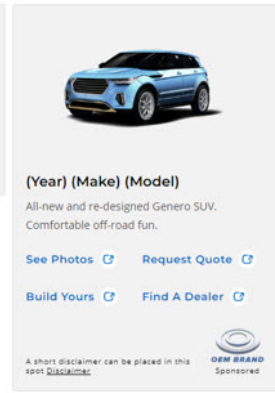 (Year) (Make) (Model)
All-new and re-designed Genero SUV.
Comfortable off-road fun.
See Photos
Request Quote
Build Yours
Find A Dealer
A short disclaimer can be placed in this
spot Disclaimer
OEM BRAND
Sponsored